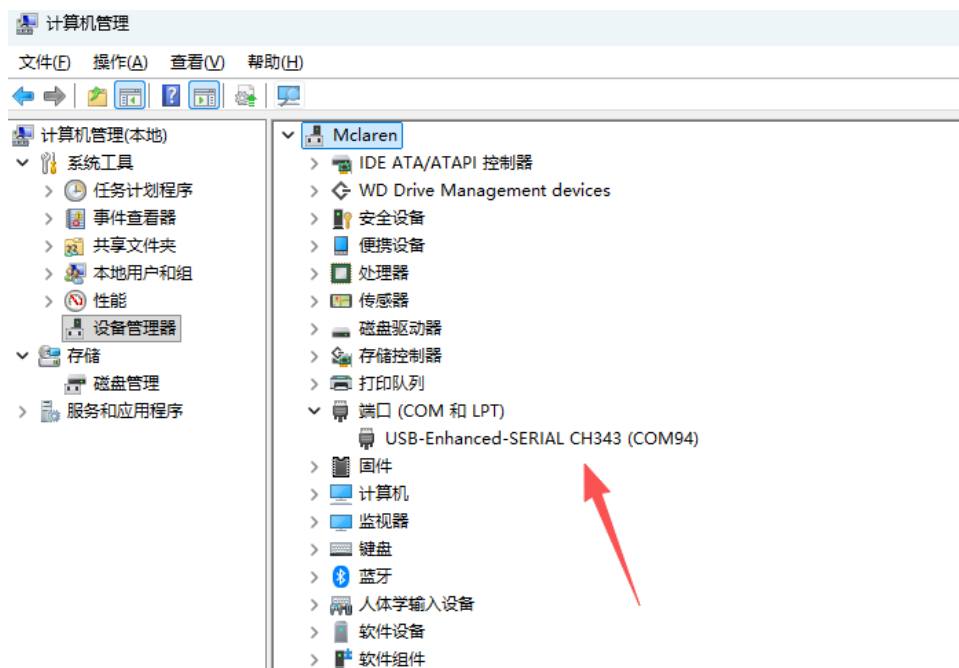 计算机管理
文件(F) 操作(A) 查看(V) 帮助(H)
计算机管理(本地)
系统工具
任务计划程序
事件查看器
共享文件夹
本地用户和组
性能
设备管理器
存储
磁盘管理
服务和应用程序
Mclaren
IDE ATA/ATAPI 控制器
WD Drive Management devices
安全设备
便携设备
处理器
传感器
磁盘驱动器
存储控制器
打印队列
端口 (COM 和 LPT)
USB-Enhanced-SERIAL CH343 (COM94)
固件
计算机
监视器
键盘
蓝牙
人体学输入设备
软件设备
软件组件